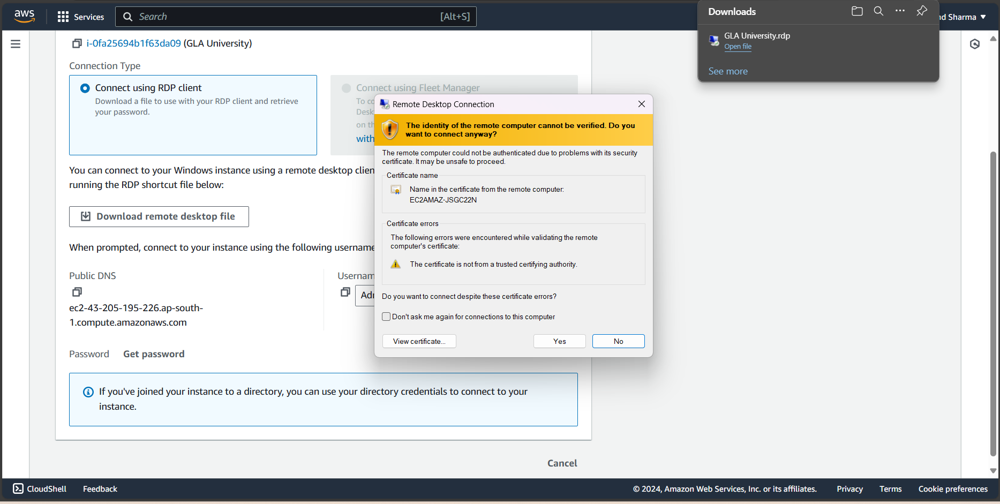 aws
Services
Search
[Alt+S]
Downloads
nd Sharma
GLA University.rdp
Open file
See more
i-0fa25694b1f63da09 (GLA University)
Connection Type
Connect using RDP client
Download a file to use with your RDP client and retrieve
your password.
Connect using Fleet Manager
To
Desk
on
with
You can connect to your Windows instance using a remote desktop
running the RDP shortcut file below:
Download remote desktop file
When prompted, connect to your instance using the following username
Public DNS
ec2-43-205-195-226.ap-south-
1.compute.amazonaws.com
Usernam
Adr
Password
Get password
If you've joined your instance to a directory, you can use your directory credentials to connect to your
instance.
Cancel
Remote Desktop Connection
The identity of the remote computer cannot be verified. Do you
want to connect anyway?
The remote computer could not be authenticated due to problems with its security
certificate. It may be unsafe to proceed.
Certificate name
Name in the certificate from the remote computer:
EC2AMAZ-JSGC22N
Certificate errors
The following errors were encountered while validating the remote
computer's certificate:
The certificate is not from a trusted certifying authority.
Do you want to connect despite these certificate errors?
Don't ask me again for connections to this computer
View certificate...
Yes
No
CloudShell
Feedback
© 2024, Amazon Web Services, Inc. or its affiliates.
Privacy
Terms
Cookie preferences